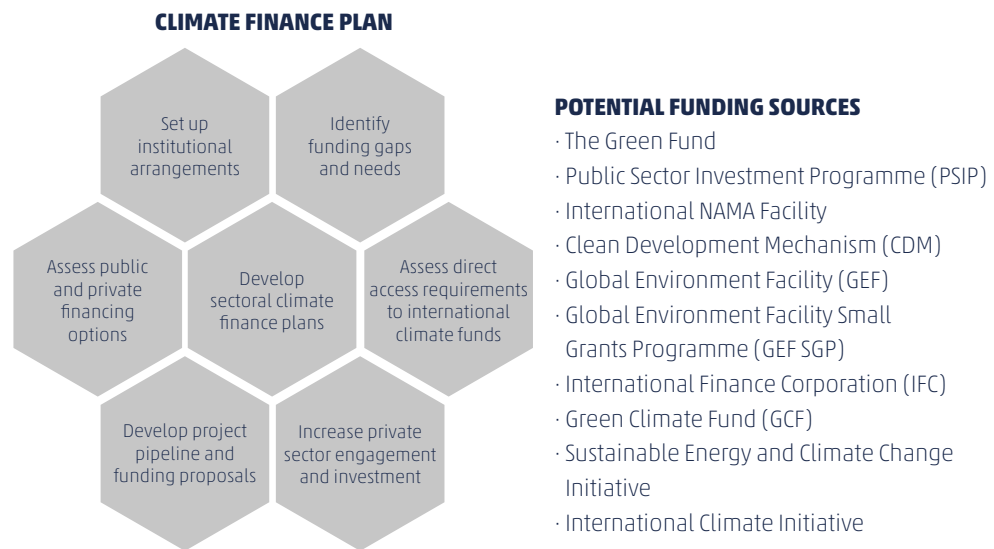 CLIMATE FINANCE PLAN
Set up
institutional
arrangements
Identify
funding gaps
and needs
Assess public
and private
financing
options
Develop
sectoral climate
finance plans
Assess direct
access requirements
to international
climate funds
Develop project
pipeline and
funding proposals
Increase private
sector engagement
and investment
POTENTIAL FUNDING SOURCES
· The Green Fund
· Public Sector Investment Programme (PSIP)
· International NAMA Facility
· Clean Development Mechanism (CDM)
· Global Environment Facility (GEF)
· Global Environment Facility Small
Grants Programme (GEF SGP)
· International Finance Corporation (IFC)
· Green Climate Fund (GCF)
· Sustainable Energy and Climate Change
Initiative
· International Climate Initiative